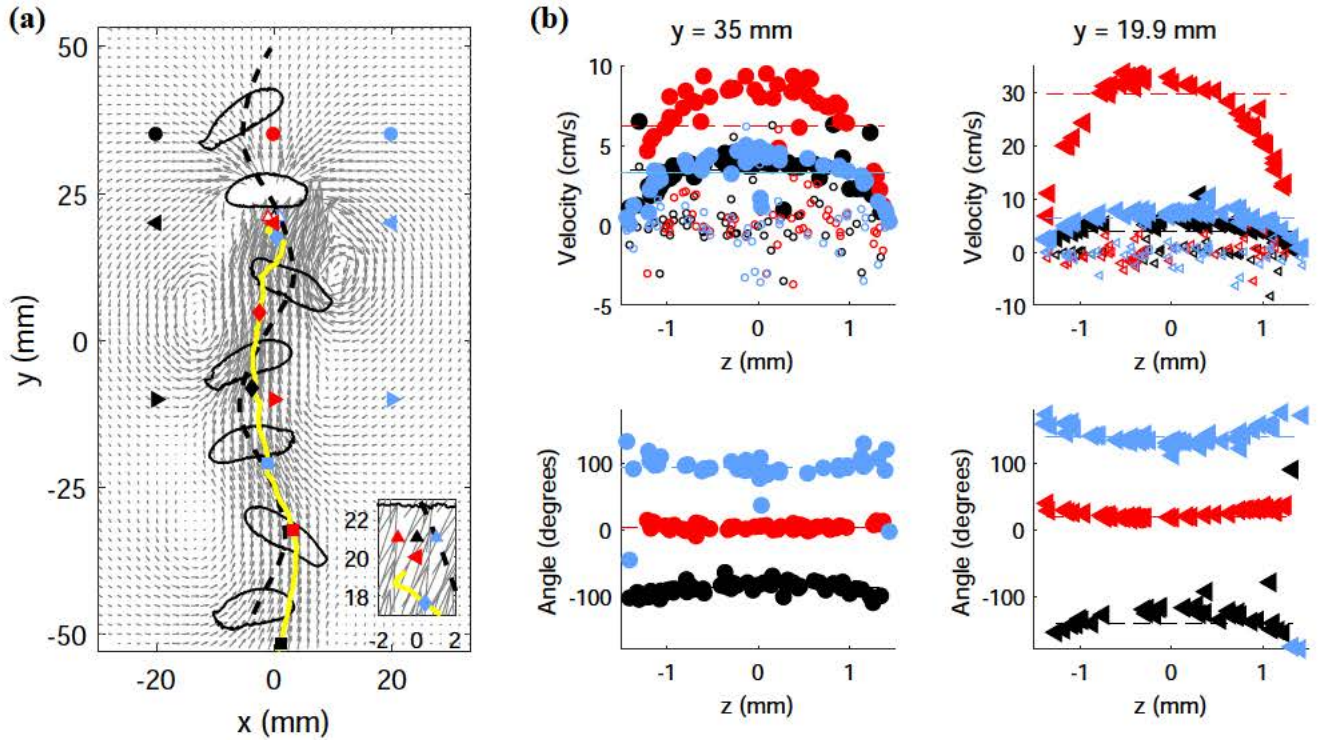 (a)
50
25
0
-25
-50
y (mm)
-20 0 20
x (mm)
22
20
18
-2 0 2
(b)
y = 35 mm
10
5
0
-5
Velocity (cm/s)
-1 0 1
z (mm)
y = 19.9 mm
30
20
10
0
-10
Velocity (cm/s)
-1 0 1
z (mm)
100
0
-100
Angle (degrees)
-1 0 1
z (mm)
100
0
-100
Angle (degrees)
-1 0 1
z (mm)